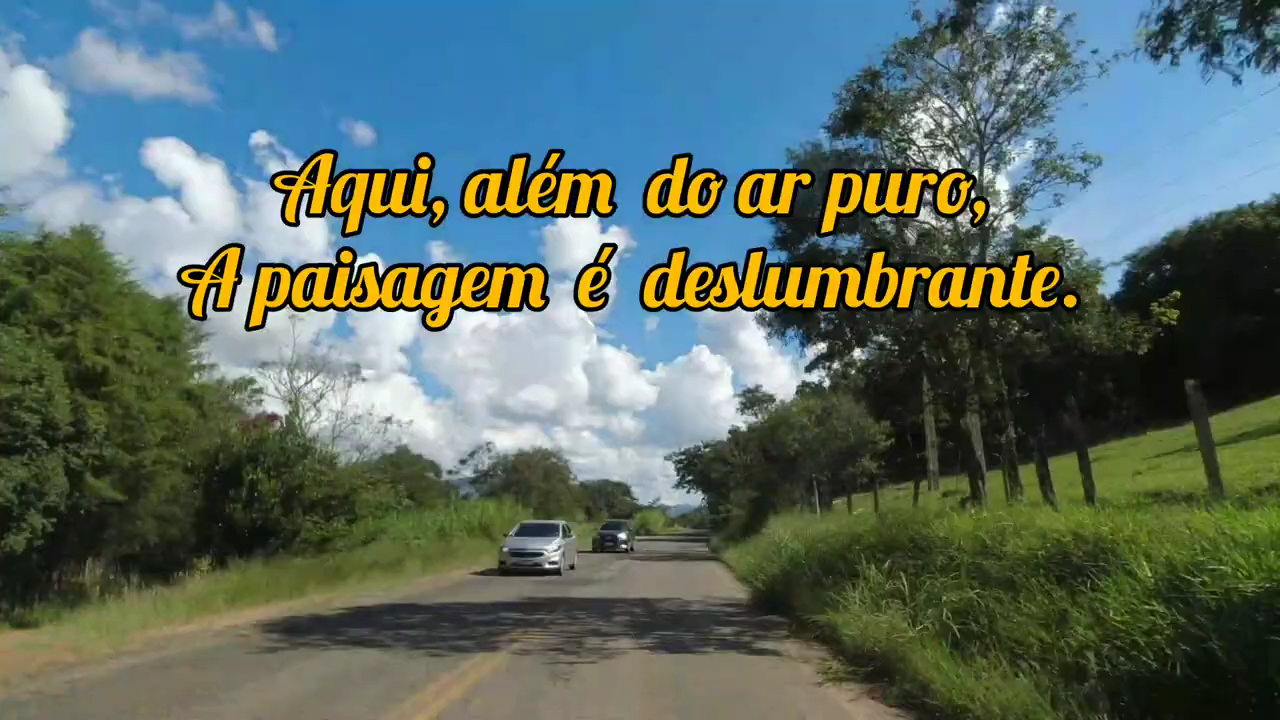 Aqui, além do ar puro,
A paisagem é deslumbrante.